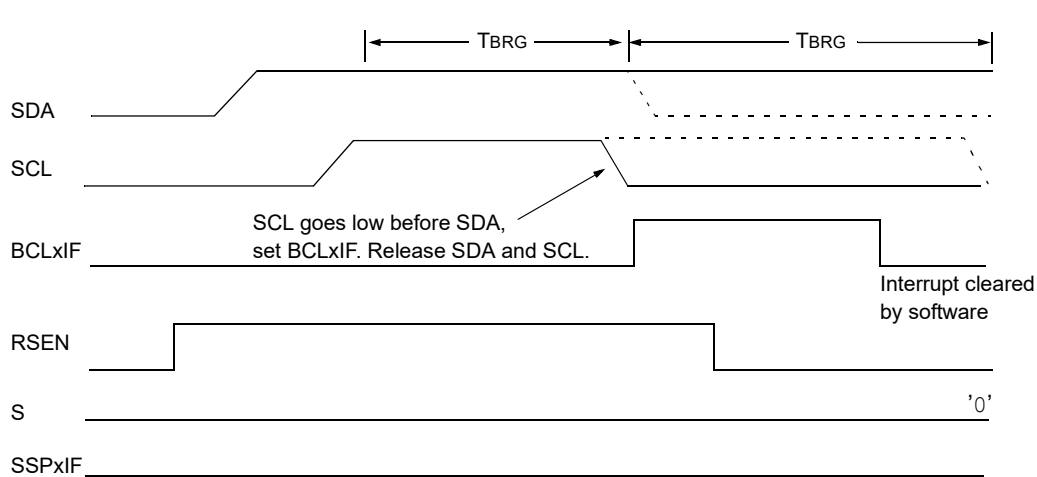 TBRG TBRG
SDA
SCL
SCL goes low before SDA,
set BCLxIF. Release SDA and SCL.
BCLxIF
Interrupt cleared
by software
RSEN
S '0'
SSPxIF